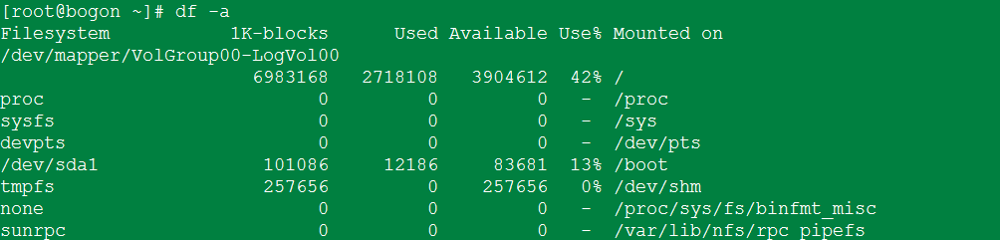 [root@bogon ~]# df -a
Filesystem           1K-blocks      Used Available Use% Mounted on
/dev/mapper/VolGroup00-LogVol00
                       6983168   2718108   3904612  42% /
proc                         0         0         0   -  /proc
sysfs                        0         0         0   -  /sys
devpts                       0         0         0   -  /dev/pts
/dev/sda1               101086     12186     83681  13% /boot
tmpfs                   257656         0    257656   0% /dev/shm
none                         0         0         0   -  /proc/sys/fs/binfmt_misc
sunrpc                       0         0         0   -  /var/lib/nfs/rpc_pipefs